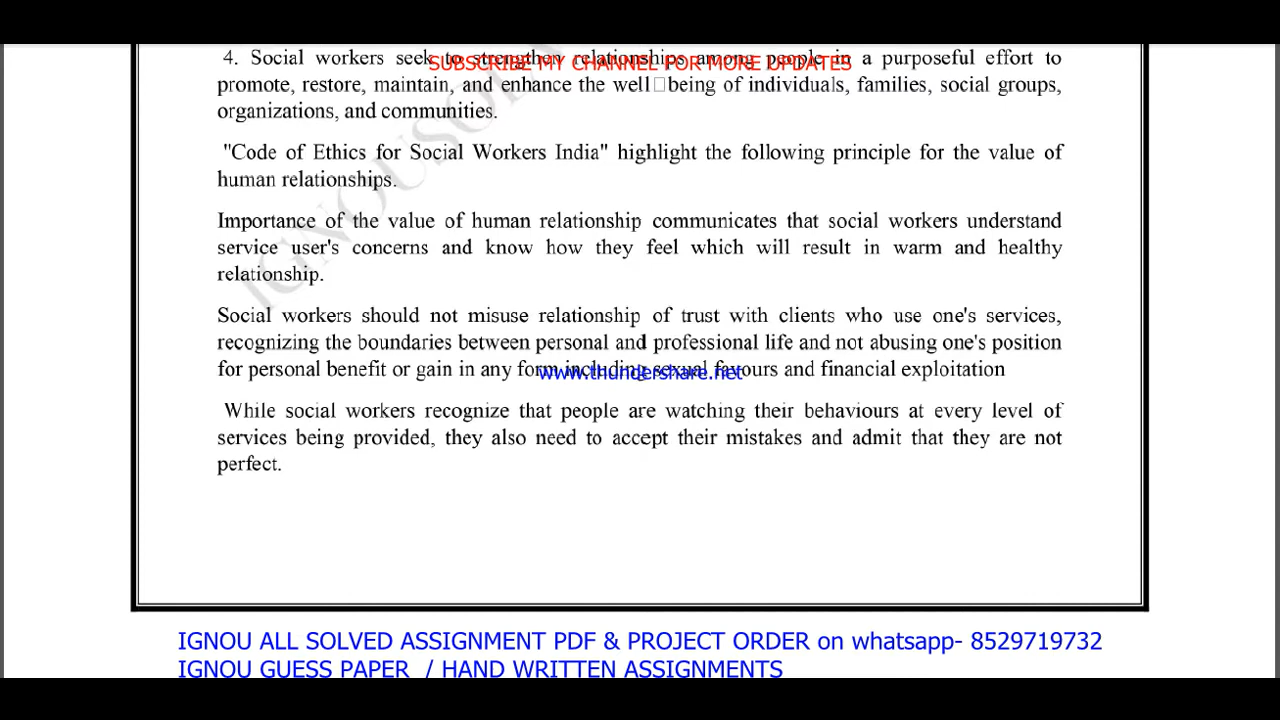 4. Social workers seek to strengthen relationships among people in a purposeful effort to
SUBSCRIBE MY CHANNEL FOR MORE UPDATES
promote, restore, maintain, and enhance the well□being of individuals, families, social groups,
organizations, and communities.
"Code of Ethics for Social Workers India" highlight the following principle for the value of
human relationships.
Importance of the value of human relationship communicates that social workers understand
service user's concerns and know how they feel which will result in warm and healthy
relationship.
Social workers should not misuse relationship of trust with clients who use one's services,
recognizing the boundaries between personal and professional life and not abusing one's position
for personal benefit or gain in any form including sexual favours and financial exploitation
www.thundershare.net
While social workers recognize that people are watching their behaviours at every level of
services being provided, they also need to accept their mistakes and admit that they are not
perfect.
IGNOU ALL SOLVED ASSIGNMENT PDF & PROJECT ORDER on whatsapp- 8529719732
IGNOU GUESS PAPER / HAND WRITTEN ASSIGNMENTS